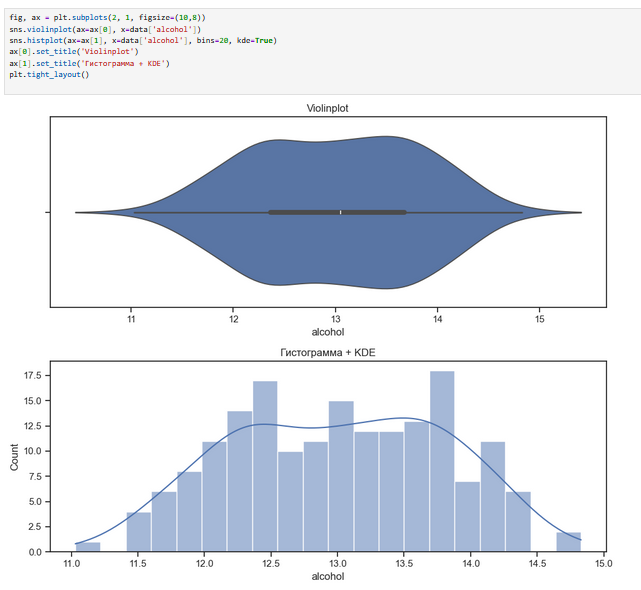 fig, ax = plt.subplots(2, 1, figsize=(10,8))
sns.violinplot(ax=ax[0], x=data['alcohol'])
sns.histplot(ax=ax[1], x=data['alcohol'], bins=20, kde=True)
ax[0].set_title('Violinplot')
ax[1].set_title('Гистограмма + KDE')
plt.tight_layout()
Violinplot
11 12 13 14 15
alcohol
Гистограмма + KDE
17.5
15.0
12.5
10.0
7.5
5.0
2.5
0.0
Count
11.0 11.5 12.0 12.5 13.0 13.5 14.0 14.5 15.0
alcohol